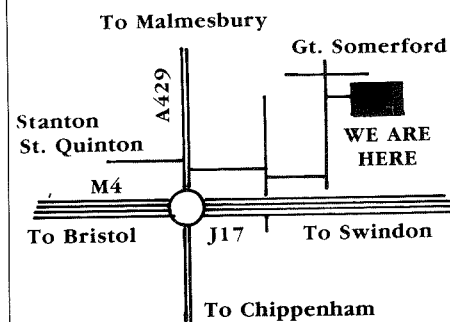 To Malmesbury
Gt. Somerford
A429
Stanton
St. Quinton
WE ARE
HERE
M4
To Bristol
J17
To Swindon
To Chippenham